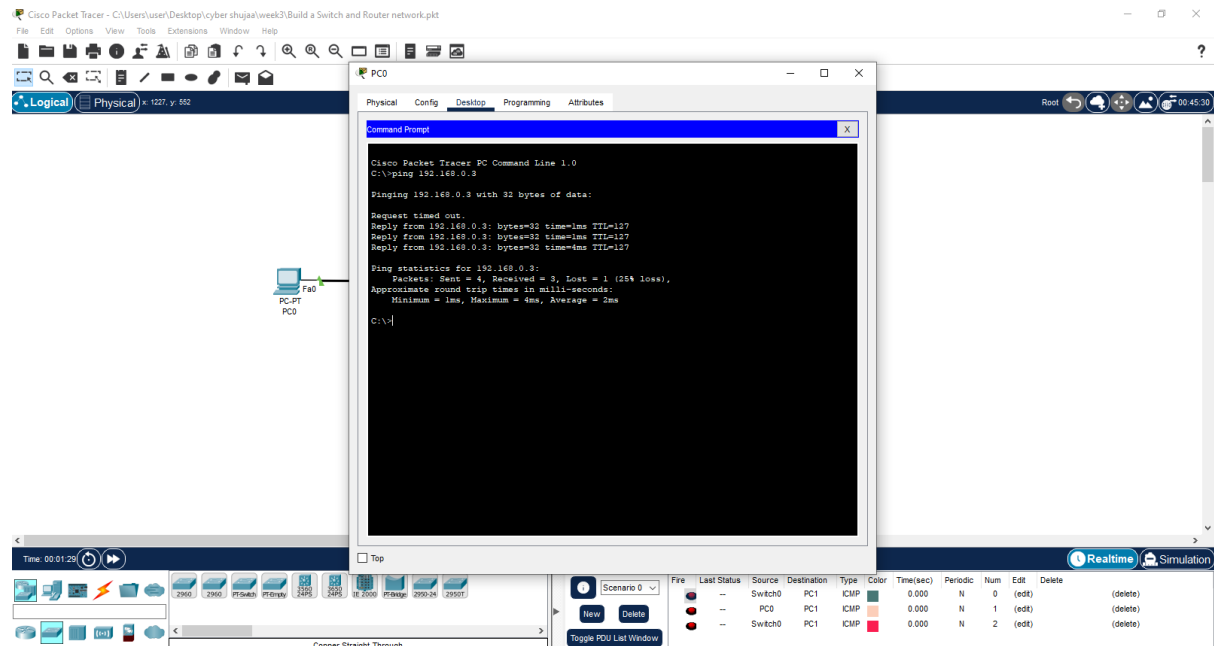 Cisco Packet Tracer - C:\Users\user\Desktop\cyber shujaa\week3\Build a Switch and Router network.pkt
File Edit Options View Tools Extensions Window Help
?
Logical Physical x: 1227, y: 552
Root 00:45:30
PC0
Physical Config Desktop Programming Attributes
Command Prompt X
Cisco Packet Tracer PC Command Line 1.0
C:\>ping 192.168.0.3
Pinging 192.168.0.3 with 32 bytes of data:
Request timed out.
Reply from 192.168.0.3: bytes=32 time=1ms TTL=127
Reply from 192.168.0.3: bytes=32 time=1ms TTL=127
Reply from 192.168.0.3: bytes=32 time=4ms TTL=127
Ping statistics for 192.168.0.3:
Packets: Sent = 4, Received = 3, Lost = 1 (25% loss),
Approximate round trip times in milli-seconds:
Minimum = 1ms, Maximum = 4ms, Average = 2ms
C:\>
Fa0
PC-PT
PC0
Top
Time: 00:01:29
Realtime Simulation
2960 2960 PT-Switch PT-Empty 3560 24PS 3650 24PS IE 2000 PT-Bridge 2950-24 2950T
Copper Straight-Through
Scenario 0
New Delete
Toggle PDU List Window
Fire Last Status Source Destination Type Color Time(sec) Periodic Num Edit Delete
-- Switch0 PC1 ICMP 0.000 N 0 (edit) (delete)
-- PC0 PC1 ICMP 0.000 N 1 (edit) (delete)
-- Switch0 PC1 ICMP 0.000 N 2 (edit) (delete)